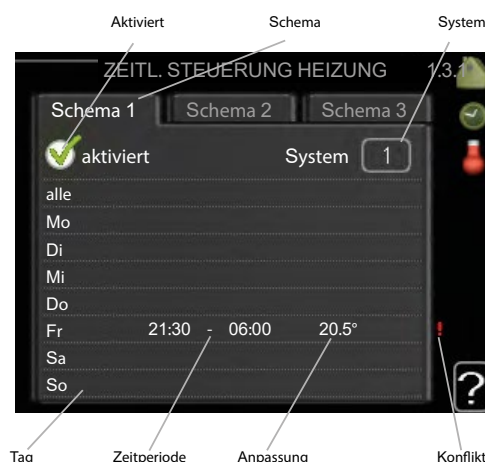 Aktiviert Schema System
ZEITL. STEUERUNG HEIZUNG 1.3.1
Schema 1 Schema 2 Schema 3
aktiviert System 1
alle
Mo
Di
Mi
Do
Fr 21:30 - 06:00 20.5° !
Sa
So ?
Tag Zeitperiode Anpassung Konflikt